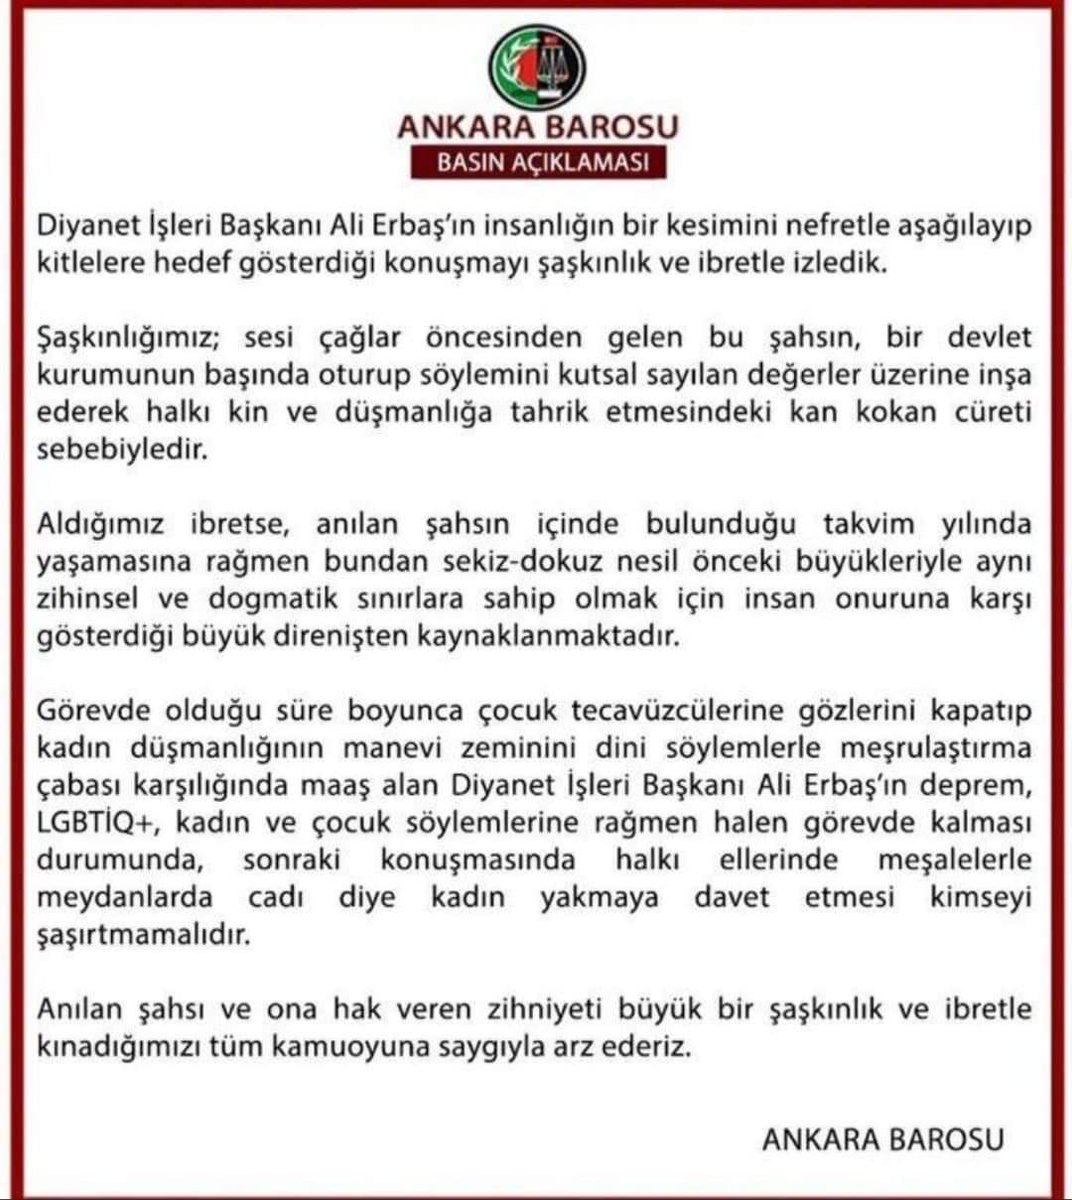 ANKARA BAROSU
BASIN AÇIKLAMASI
Diyanet İşleri Başkanı Ali Erbaş’ın insanlığın bir kesimini nefretle aşağılayıp
kitlelere hedef gösterdiği konuşmayı şaşkınlık ve ibretle izledik.
Şaşkınlığımız; sesi çağlar öncesinden gelen bu şahsın, bir devlet
kurumunun başında oturup söylemini kutsal sayılan değerler üzerine inşa
ederek halkı kin ve düşmanlığa tahrik etmesindeki kan kokan cüreti
sebebiyledir.
Aldığımız ibretse, anılan şahsın içinde bulunduğu takvim yılında
yaşamasına rağmen bundan sekiz-dokuz nesil önceki büyükleriyle aynı
zihinsel ve dogmatik sınırlara sahip olmak için insan onuruna karşı
gösterdiği büyük direnişten kaynaklanmaktadır.
Görevde olduğu süre boyunca çocuk tecavüzcülerine gözlerini kapatıp
kadın düşmanlığının manevi zeminini dini söylemlerle meşrulaştırma
çabası karşılığında maaş alan Diyanet İşleri Başkanı Ali Erbaş’ın deprem,
LGBTİQ+, kadın ve çocuk söylemlerine rağmen halen görevde kalması
durumunda, sonraki konuşmasında halkı ellerinde meşalelerle
meydanlarda cadı diye kadın yakmaya davet etmesi kimseyi
şaşırtmamalıdır.
Anılan şahsı ve ona hak veren zihniyeti büyük bir şaşkınlık ve ibretle
kınadığımızı tüm kamuoyuna saygıyla arz ederiz.
ANKARA BAROSU